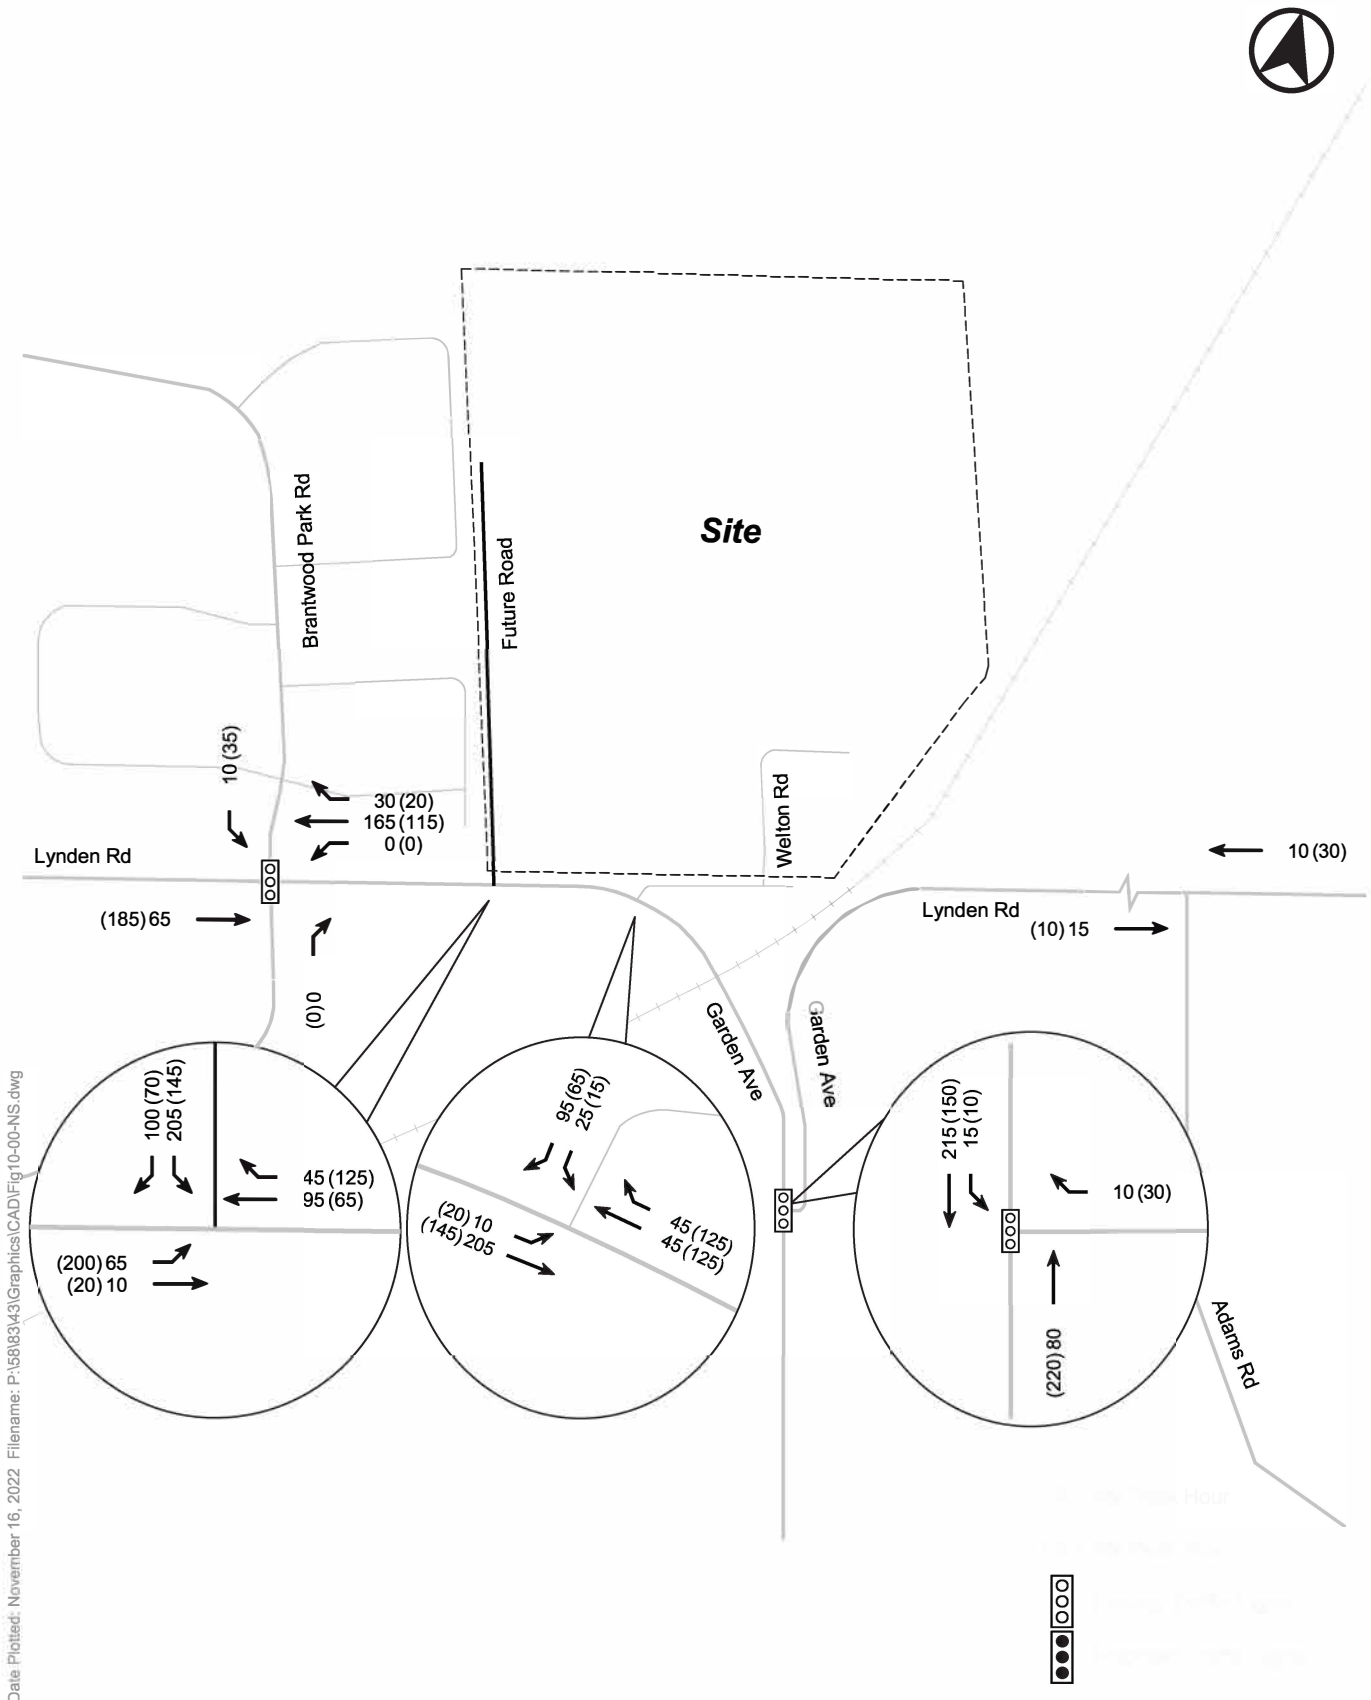 Site
Brantwood Park Rd
Future Road
10 (35)
30 (20)
165 (115)
0 (0)
Welton Rd
Lynden Rd
10 (30)
(185) 65
Lynden Rd
(10) 15
(0) 0
Garden Ave
Garden Ave
100 (70)
205 (145)
45 (125)
95 (65)
(200) 65
(20) 10
95 (65)
25 (15)
(20) 10
(145) 205
45 (125)
45 (125)
215 (150)
15 (10)
10 (30)
(220) 80
Adams Rd
Hour
Date Plotted: November 16, 2022 Filename: P:\58\83\43\Graphics\CAD\Fig10-00-NS.dwg